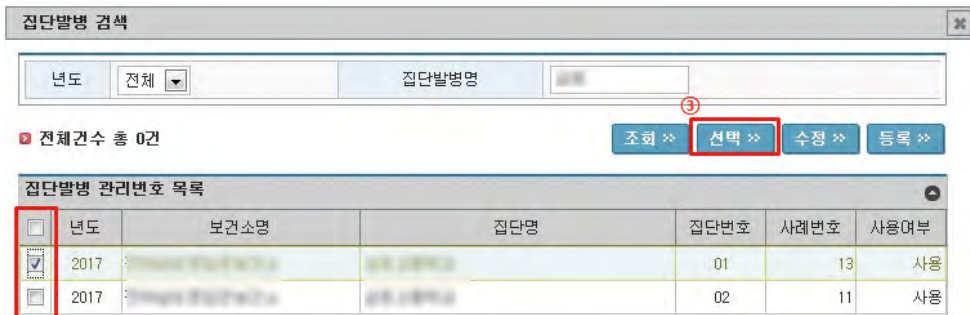 집단발병 검색
년도 전체 집단발병명
③
전체건수 총 0건 조회 >> 선택 >> 수정 >> 등록 >>
집단발병 관리번호 목록
년도 보건소명 집단명 집단번호 사례번호 사용여부
2017 01 13 사용
2017 02 11 사용